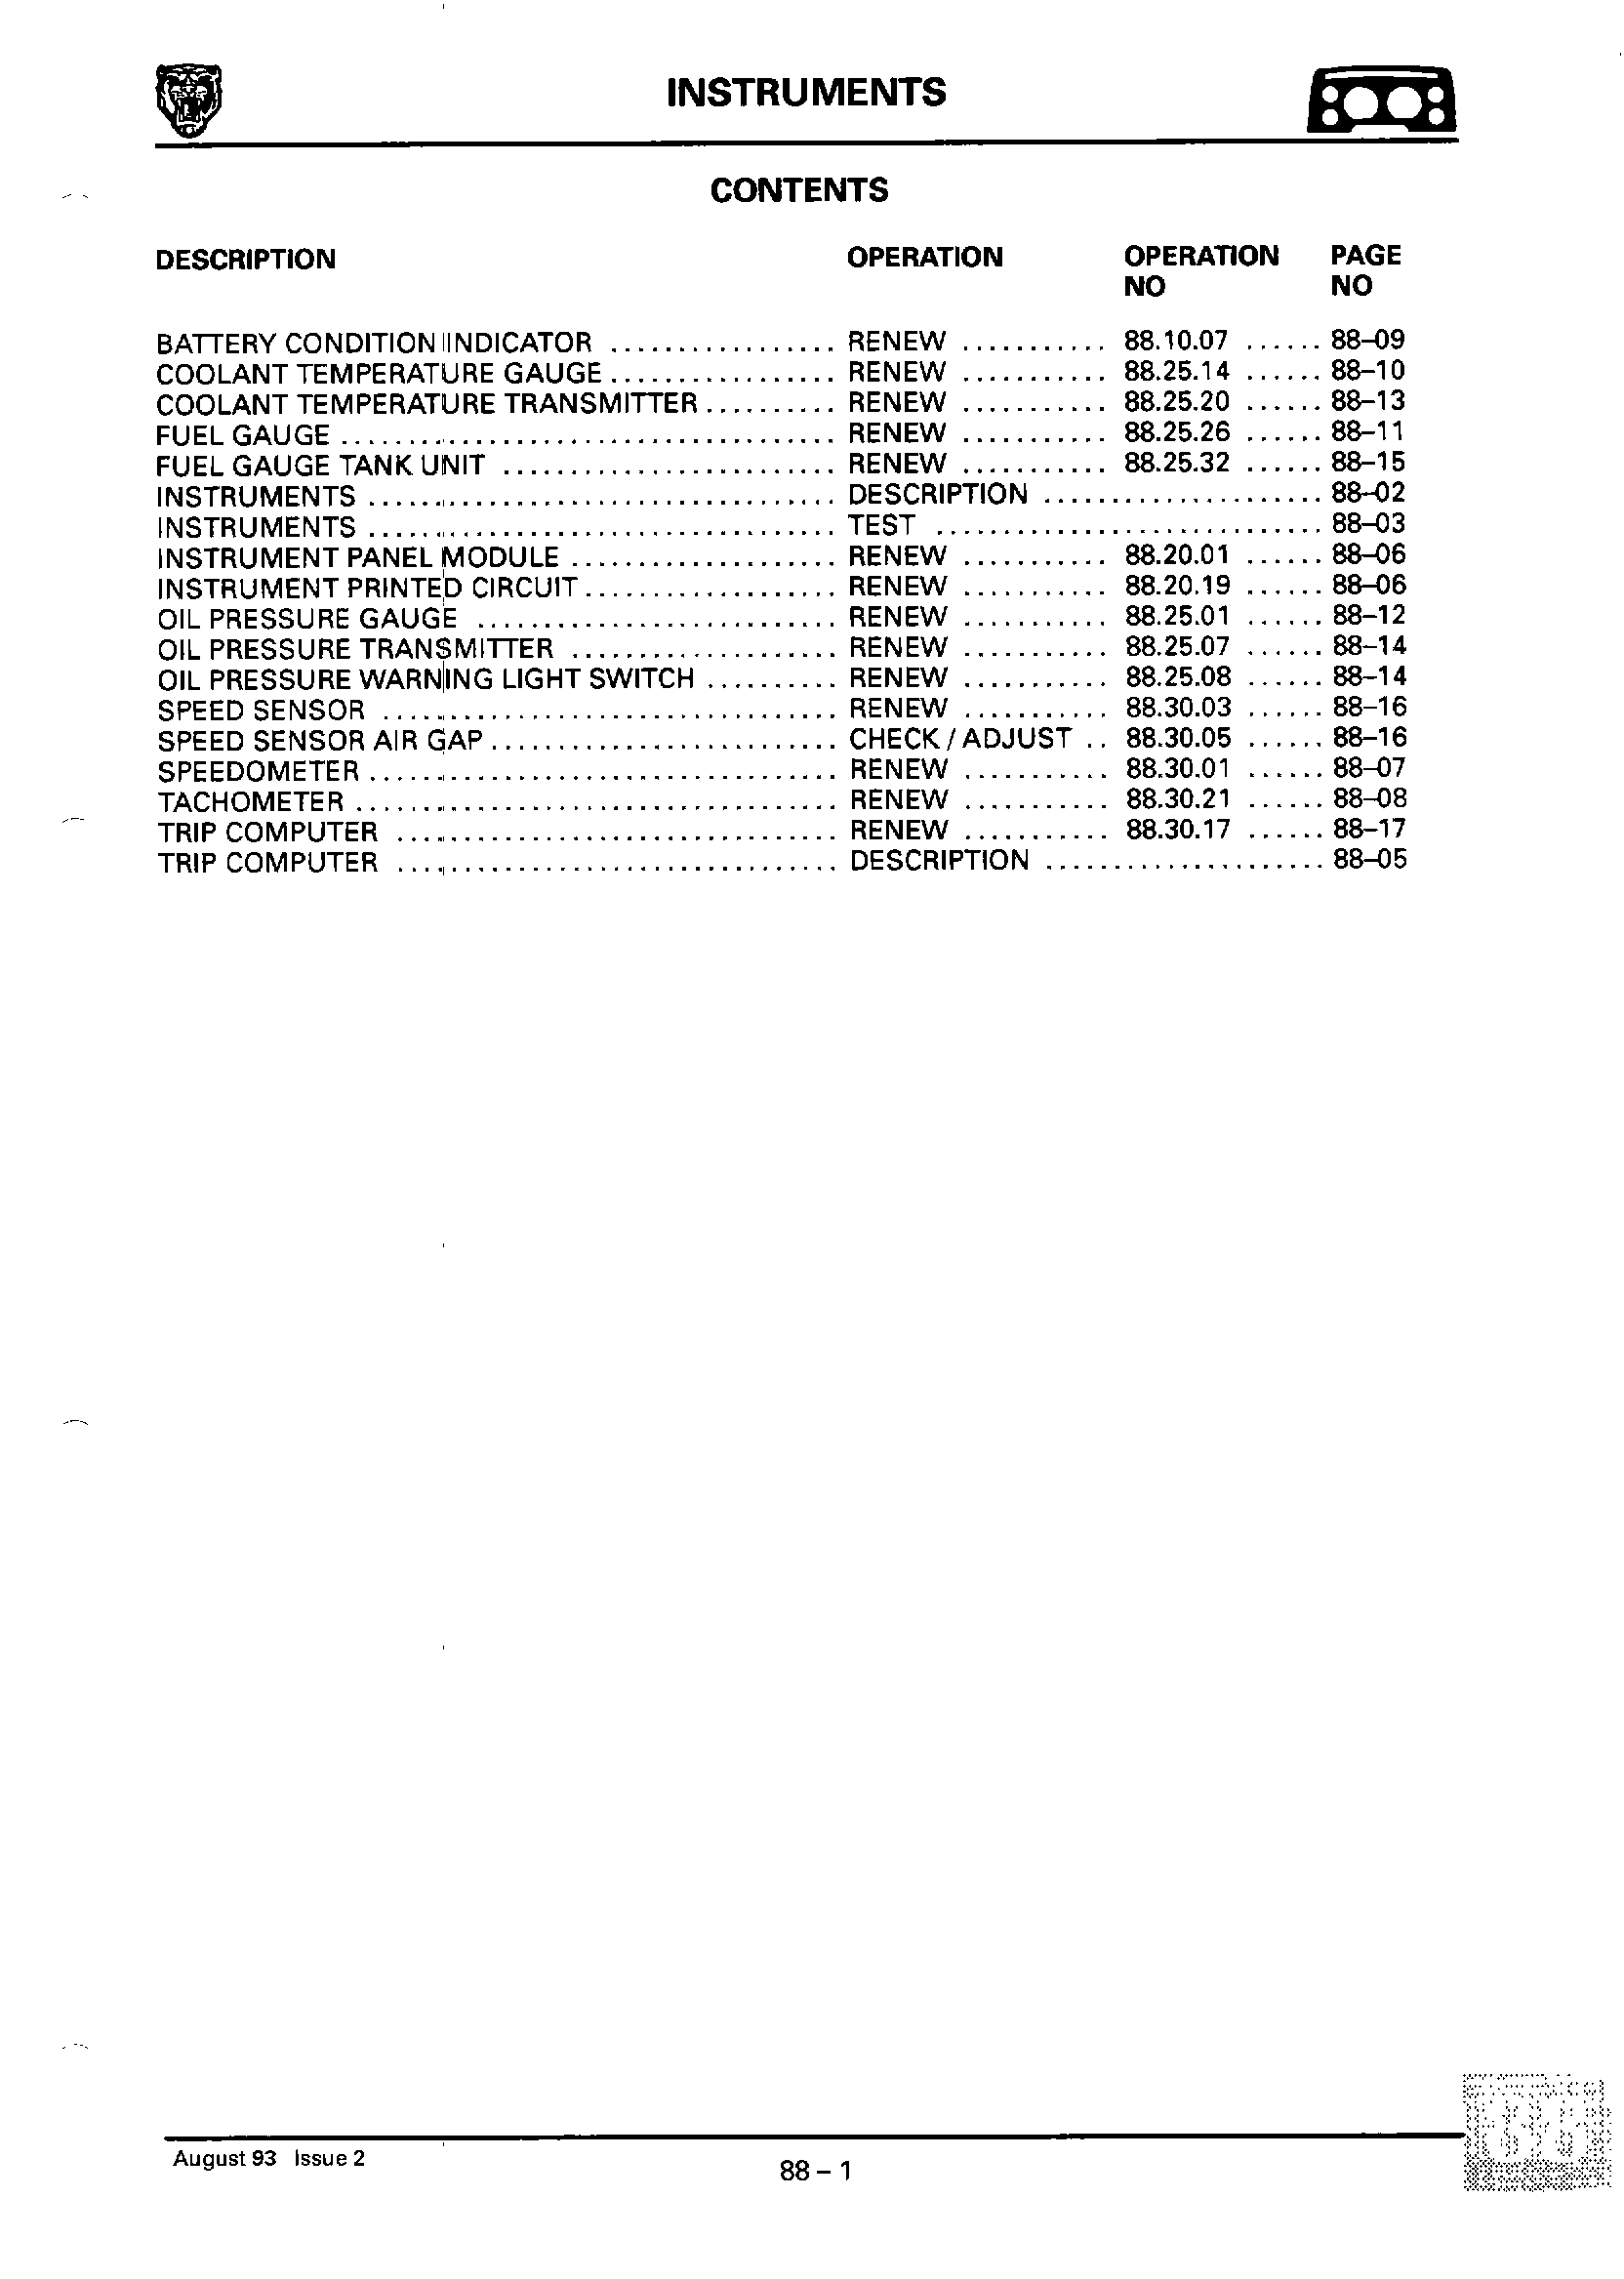 INSTRUMENTS
CONTENTS
DESCRIPTION OPERATION OPERATION NO PAGE NO
BATTERY CONDITION INDICATOR ................. RENEW ........... 88.10.07 ...... 88–09
COOLANT TEMPERATURE GAUGE ................. RENEW ........... 88.25.14 ...... 88–10
COOLANT TEMPERATURE TRANSMITTER .......... RENEW ........... 88.25.20 ...... 88–13
FUEL GAUGE ..................................... RENEW ........... 88.25.26 ...... 88–11
FUEL GAUGE TANK UNIT ......................... RENEW ........... 88.25.32 ...... 88–15
INSTRUMENTS ................................... DESCRIPTION ..................... 88–02
INSTRUMENTS ................................... TEST ............................. 88–03
INSTRUMENT PANEL MODULE .................... RENEW ........... 88.20.01 ...... 88–06
INSTRUMENT PRINTED CIRCUIT ................... RENEW ........... 88.20.19 ...... 88–06
OIL PRESSURE GAUGE ........................... RENEW ........... 88.25.01 ...... 88–12
OIL PRESSURE TRANSMITTER .................... RENEW ........... 88.25.07 ...... 88–14
OIL PRESSURE WARNING LIGHT SWITCH .......... RENEW ........... 88.25.08 ...... 88–14
SPEED SENSOR .................................. RENEW ........... 88.30.03 ...... 88–16
SPEED SENSOR AIR GAP .......................... CHECK / ADJUST .. 88.30.05 ...... 88–16
SPEEDOMETER ................................... RENEW ........... 88.30.01 ...... 88–07
TACHOMETER .................................... RENEW ........... 88.30.21 ...... 88–08
TRIP COMPUTER ................................. RENEW ........... 88.30.17 ...... 88–17
TRIP COMPUTER ................................. DESCRIPTION ..................... 88–05
August 93 Issue 2
88 – 1